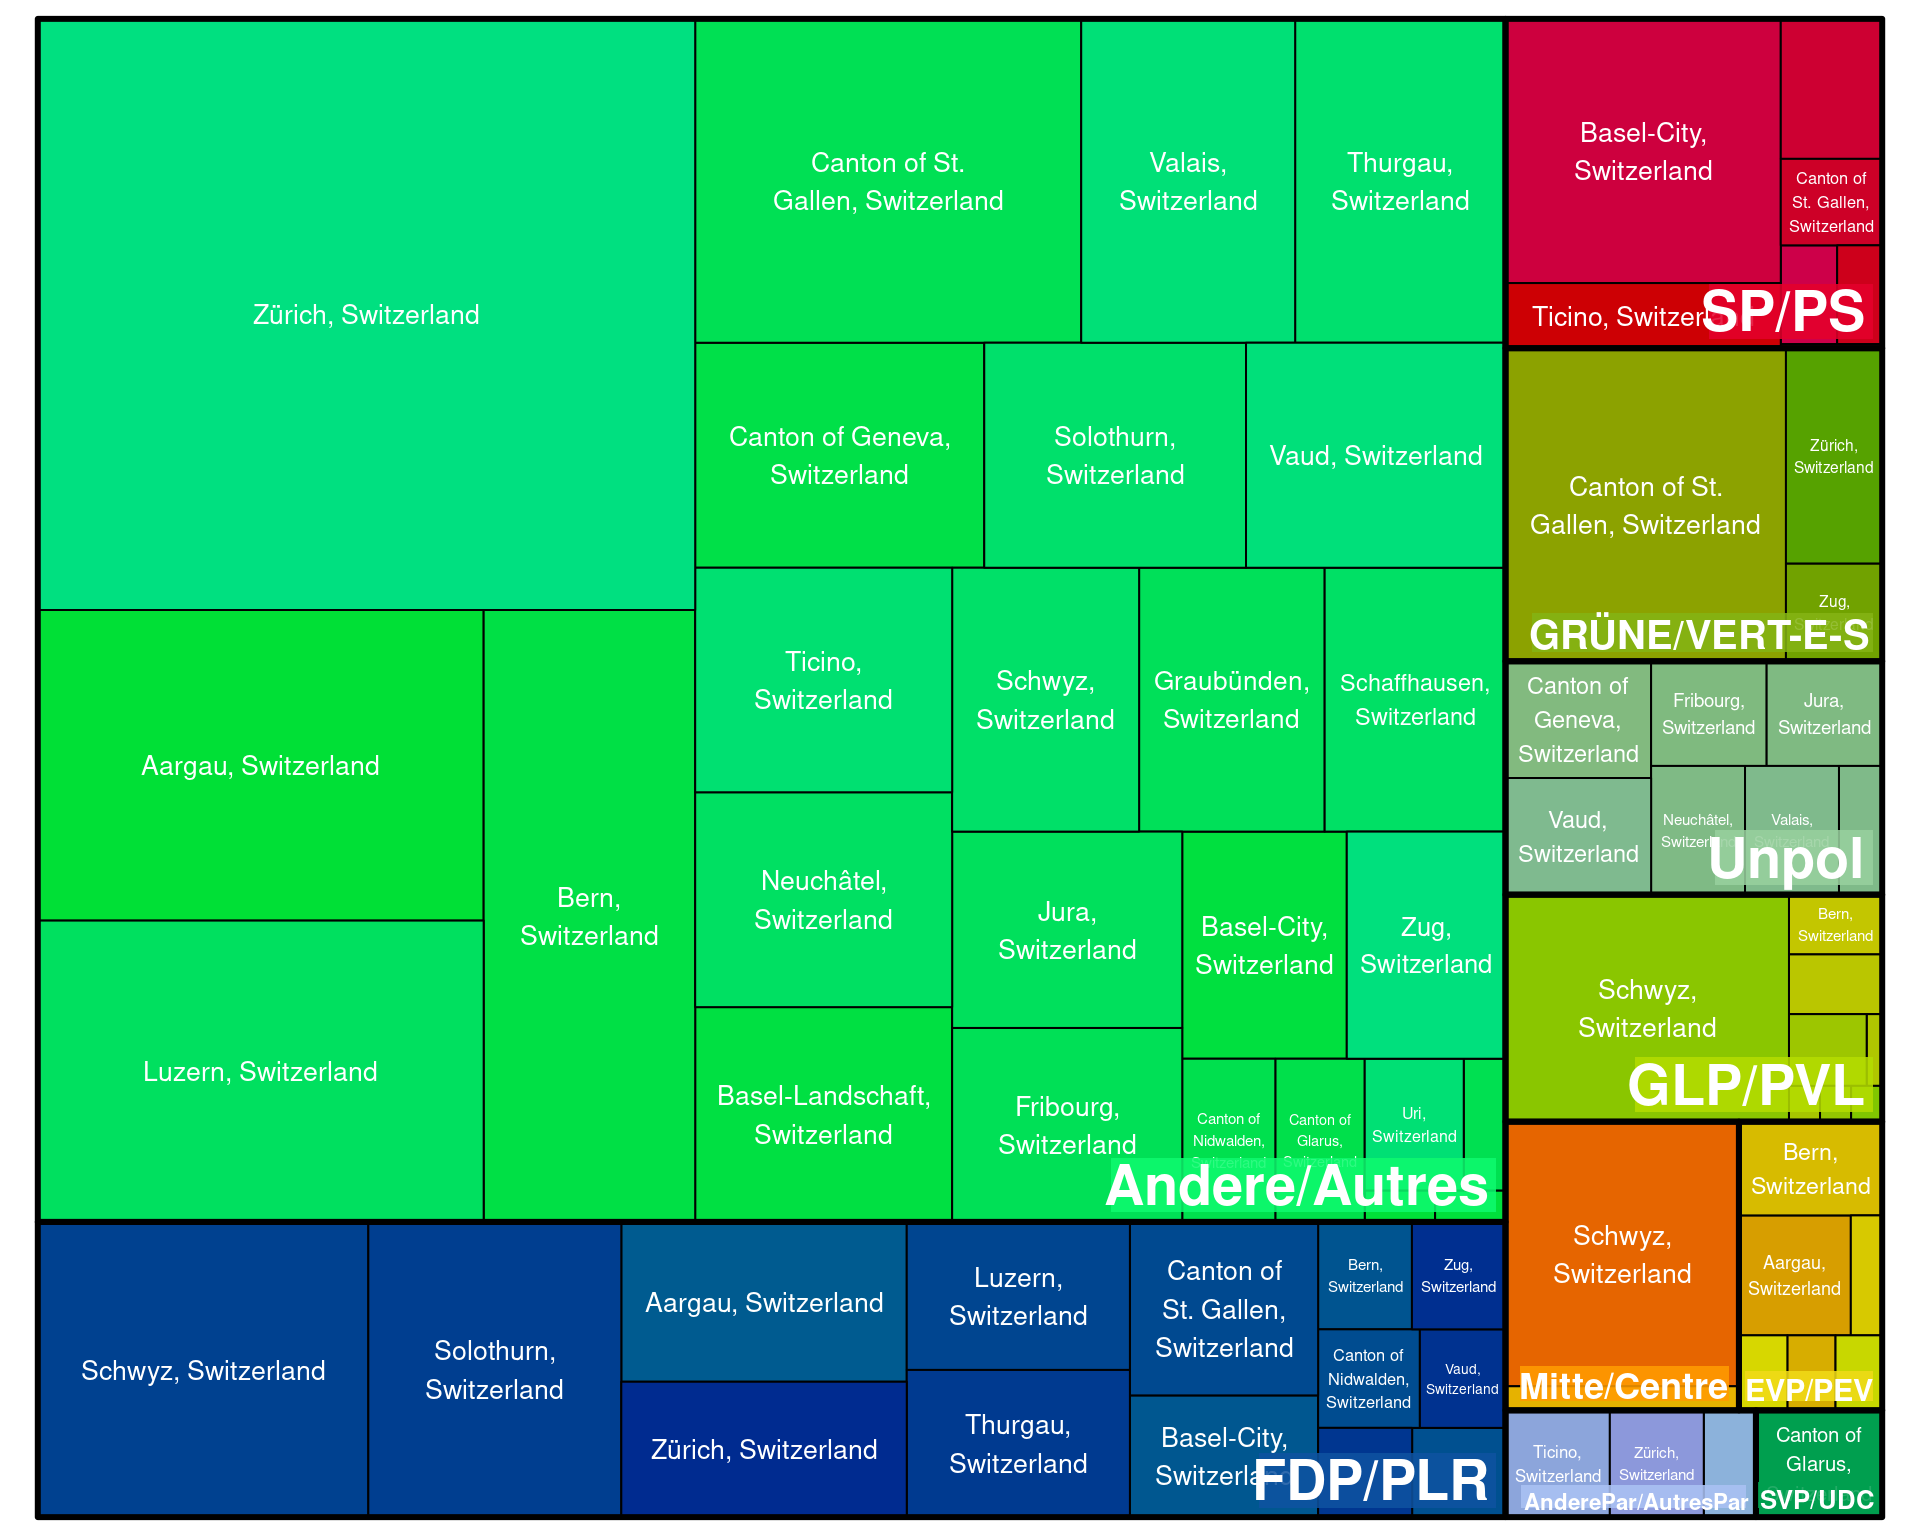 Zürich, Switzerland
Aargau, Switzerland
Luzern, Switzerland
Bern,
Switzerland
Canton of St.
Gallen, Switzerland
Valais,
Switzerland
Thurgau,
Switzerland
Canton of Geneva,
Switzerland
Solothurn,
Switzerland
Vaud, Switzerland
Ticino,
Switzerland
Schwyz,
Switzerland
Graubünden,
Switzerland
Schaffhausen,
Switzerland
Neuchâtel,
Switzerland
Jura,
Switzerland
Basel-City,
Switzerland
Zug,
Switzerland
Basel-Landschaft,
Switzerland
Fribourg,
Switzerland
Canton of
Nidwalden,
Switzerland
Canton of
Glarus,
Switzerland
Uri,
Switzerland
Andere/Autres
Schwyz, Switzerland
Solothurn,
Switzerland
Aargau, Switzerland
Zürich, Switzerland
Luzern,
Switzerland
Thurgau,
Switzerland
Canton of
St. Gallen,
Switzerland
Basel-City,
Switzerland
Bern,
Switzerland
Zug,
Switzerland
Canton of
Nidwalden,
Switzerland
Vaud,
Switzerland
FDP/PLR
Basel-City,
Switzerland
Canton of
St. Gallen,
Switzerland
Ticino, Switzerland
SP/PS
Canton of St.
Gallen, Switzerland
Zürich,
Switzerland
Zug,
Switzerland
GRÜNE/VERT-E-S
Canton of
Geneva,
Switzerland
Fribourg,
Switzerland
Jura,
Switzerland
Vaud,
Switzerland
Neuchâtel,
Switzerland
Valais,
Switzerland
Unpol
Schwyz,
Switzerland
Bern,
Switzerland
GLP/PVL
Schwyz,
Switzerland
Mitte/Centre
Bern,
Switzerland
Aargau,
Switzerland
EVP/PEV
Ticino,
Switzerland
Zürich,
Switzerland
AnderePar/AutresPar
Canton of
Glarus,
SVP/UDC